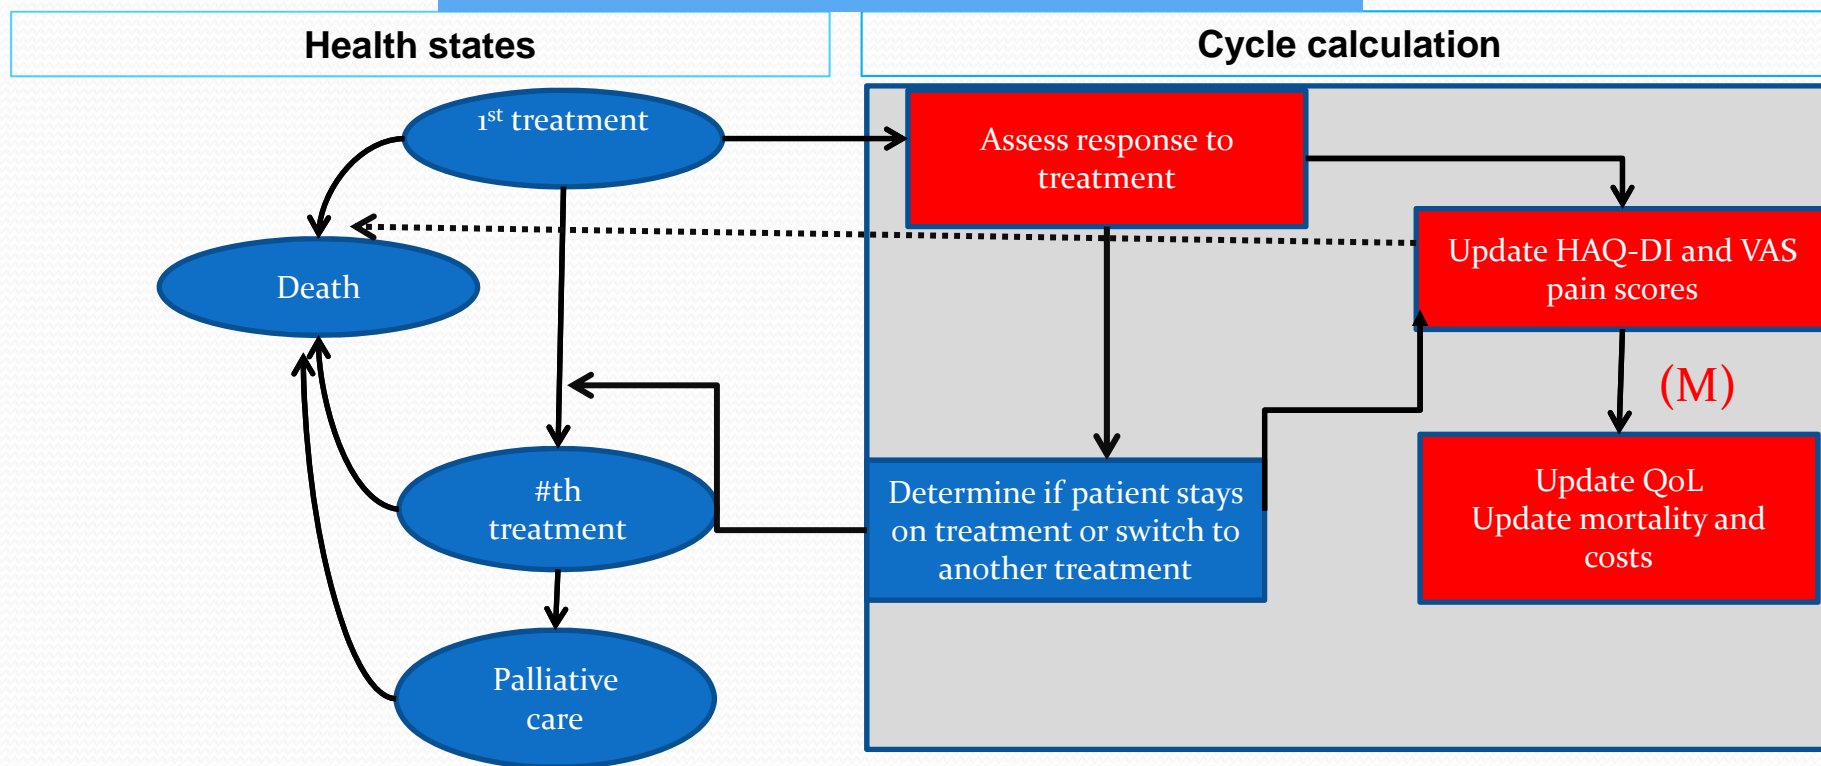 Health states
Cycle calculation
1st treatment
Death
#th
treatment
Palliative
care
Assess response to
treatment
Update HAQ-DI and VAS
pain scores
(M)
Determine if patient stays
on treatment or switch to
another treatment
Update QoL
Update mortality and
costs